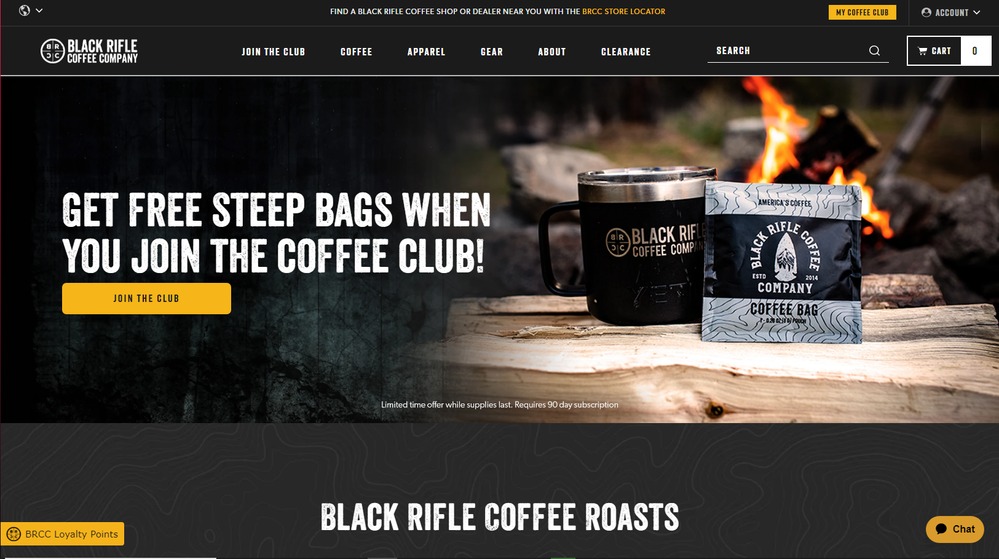 FIND A BLACK RIFLE COFFEE SHOP OR DEALER NEAR YOU WITH THE BRCC STORE LOCATOR
MY COFFEE CLUB
ACCOUNT
BLACK RIFLE
COFFEE COMPANY
JOIN THE CLUB
COFFEE
APPAREL
GEAR
ABOUT
CLEARANCE
SEARCH
CART
0
GET FREE STEEP BAGS WHEN
YOU JOIN THE COFFEE CLUB!
JOIN THE CLUB
BLACK RIFLE
COFFEE COMPANY
YETI
AMERICA'S COFFEE
BLACK RIFLE COFFEE
ESTD 2014
COMPANY
COFFEE BAG
Limited time offer while supplies last. Requires 90 day subscription
BLACK RIFLE COFFEE ROASTS
BRCC Loyalty Points
Chat